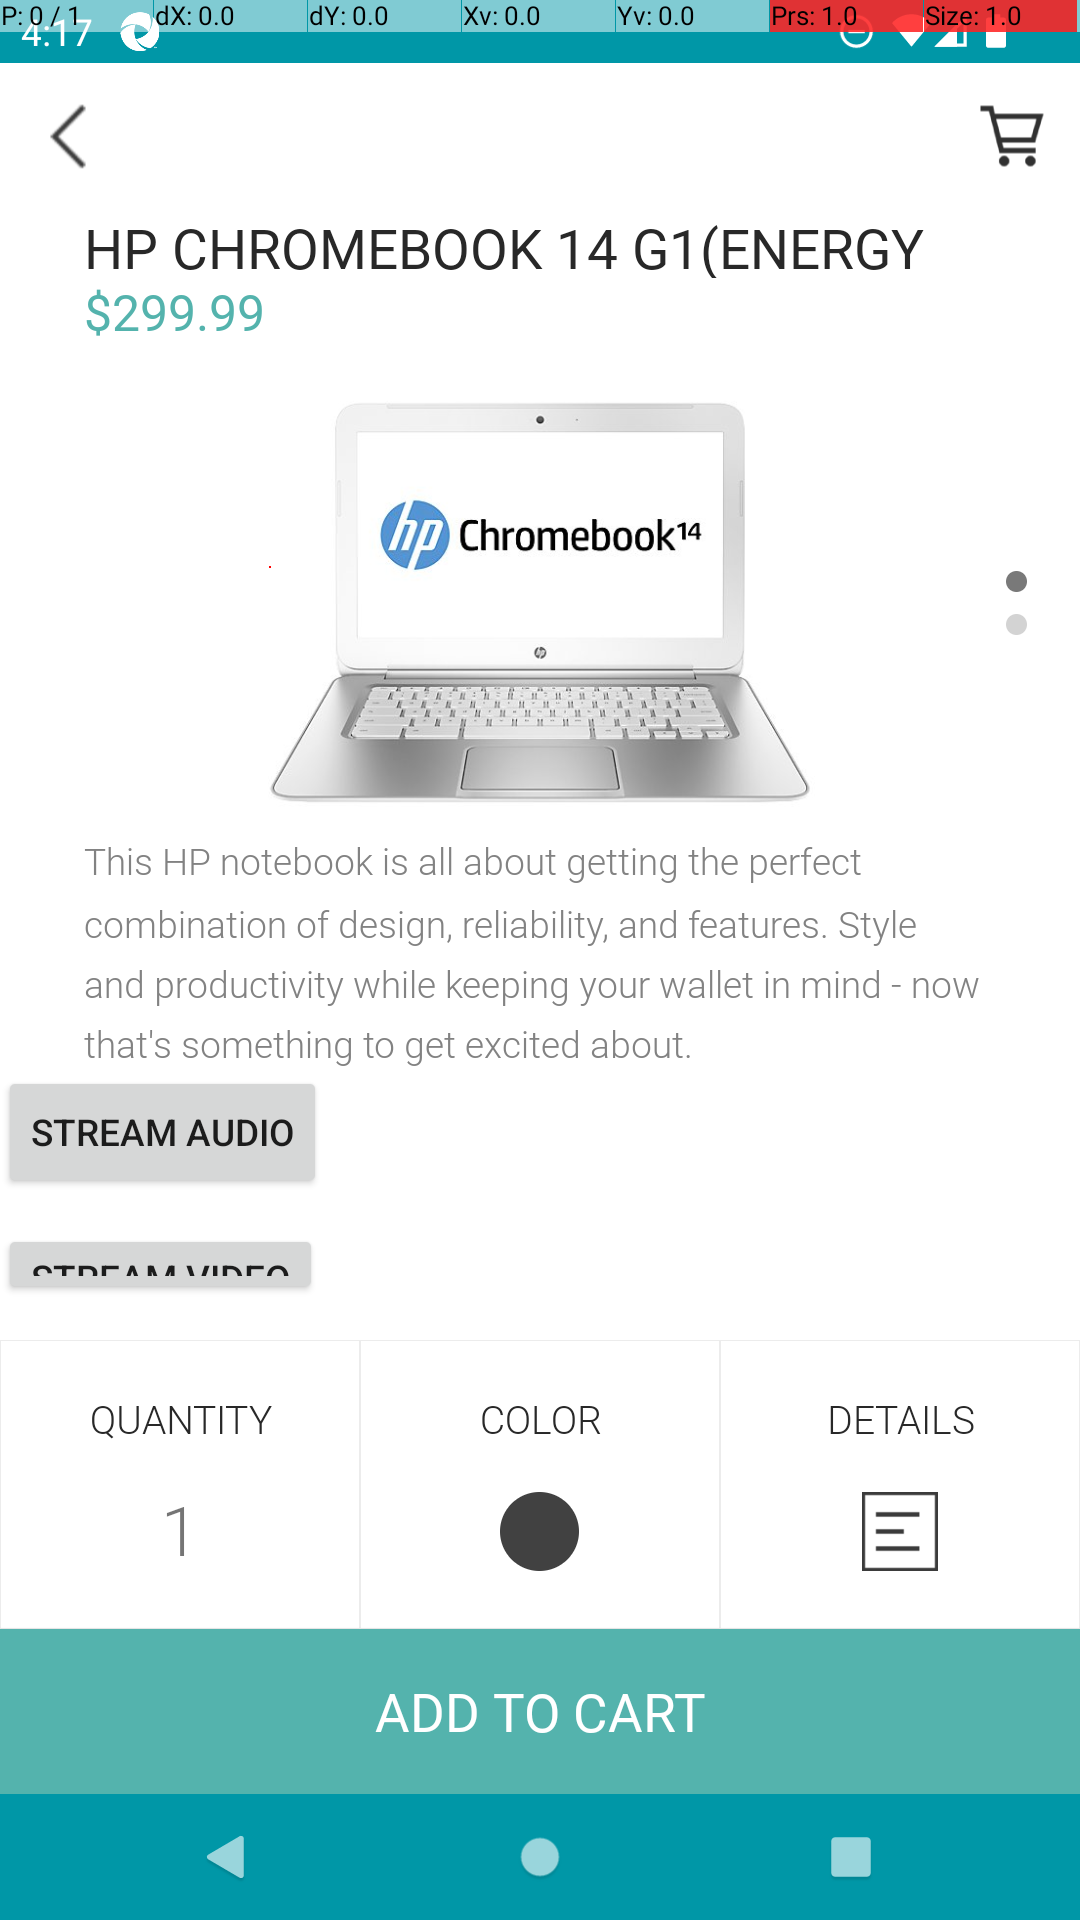 P: 0 / 1 dX: 0.0 dY: 0.0 Xv: 0.0 Yv: 0.0 Prs: 1.0 Size: 1.0
4:17
HP CHROMEBOOK 14 G1(ENERGY
$299.99
hp Chromebook14
hp
This HP notebook is all about getting the perfect
combination of design, reliability, and features. Style
and productivity while keeping your wallet in mind - now
that's something to get excited about.
STREAM AUDIO
STREAM VIDEO
QUANTITY COLOR DETAILS
1
ADD TO CART